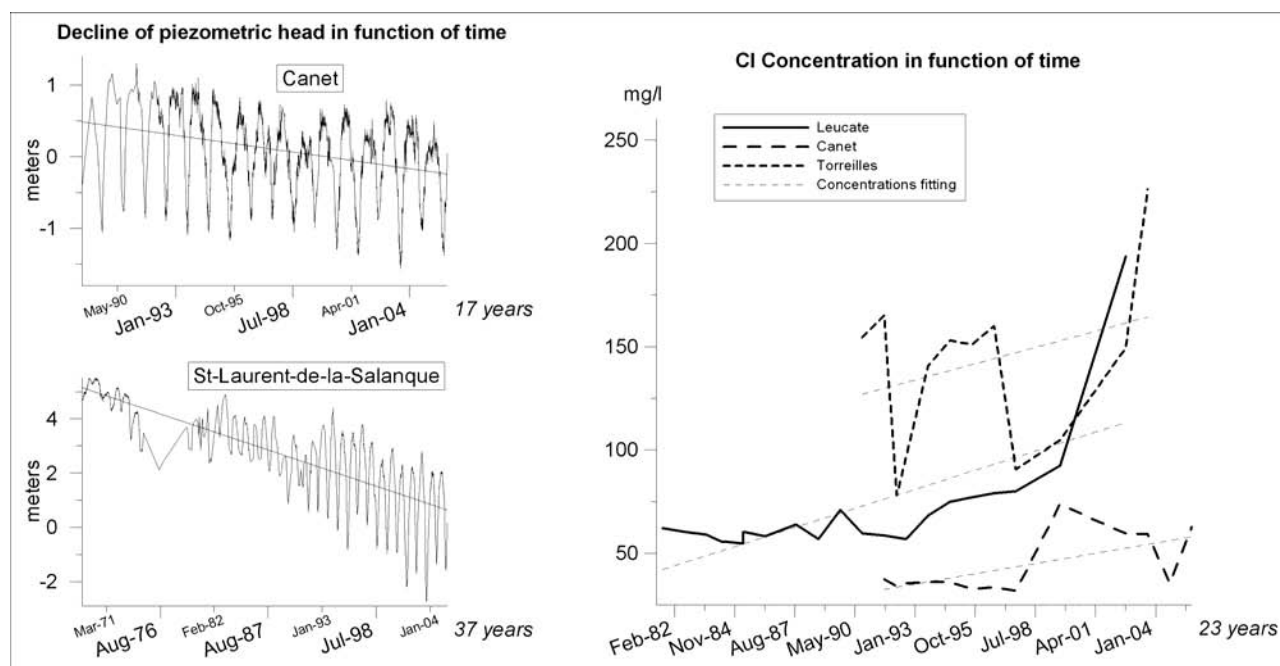 Decline of piezometric head in function of time
Canet
meters
1
0
-1
May-90
Jan-93
Oct-95
Jul-98
Apr-01
Jan-04
17 years
St-Laurent-de-la-Salanque
meters
4
2
0
-2
Mar-71
Aug-76
Feb-82
Aug-87
Jan-93
Jul-98
Jan-04
37 years
Cl Concentration in function of time
mg/l
250
200
150
100
50
Leucate
Canet
Torreilles
Concentrations fitting
Feb-82
Nov-84
Aug-87
May-90
Jan-93
Oct-95
Jul-98
Apr-01
Jan-04
23 years